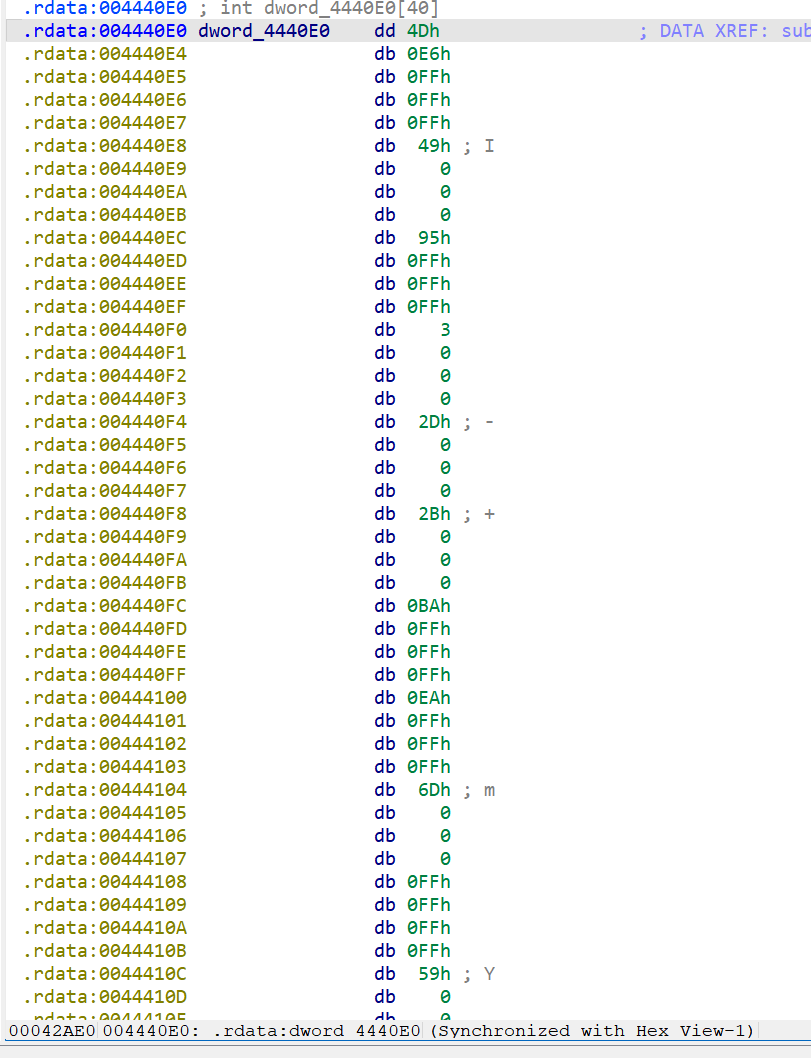 .rdata:004440E0 ; int dword_4440E0[40]
.rdata:004440E0 dword_4440E0 dd 4Dh ; DATA XREF: sub
.rdata:004440E4 db 0E6h
.rdata:004440E5 db 0FFh
.rdata:004440E6 db 0FFh
.rdata:004440E7 db 0FFh
.rdata:004440E8 db 49h ; I
.rdata:004440E9 db 0
.rdata:004440EA db 0
.rdata:004440EB db 0
.rdata:004440EC db 95h
.rdata:004440ED db 0FFh
.rdata:004440EE db 0FFh
.rdata:004440EF db 0FFh
.rdata:004440F0 db 3
.rdata:004440F1 db 0
.rdata:004440F2 db 0
.rdata:004440F3 db 0
.rdata:004440F4 db 2Dh ; -
.rdata:004440F5 db 0
.rdata:004440F6 db 0
.rdata:004440F7 db 0
.rdata:004440F8 db 2Bh ; +
.rdata:004440F9 db 0
.rdata:004440FA db 0
.rdata:004440FB db 0
.rdata:004440FC db 0BAh
.rdata:004440FD db 0FFh
.rdata:004440FE db 0FFh
.rdata:004440FF db 0FFh
.rdata:00444100 db 0EAh
.rdata:00444101 db 0FFh
.rdata:00444102 db 0FFh
.rdata:00444103 db 0FFh
.rdata:00444104 db 6Dh ; m
.rdata:00444105 db 0
.rdata:00444106 db 0
.rdata:00444107 db 0
.rdata:00444108 db 0FFh
.rdata:00444109 db 0FFh
.rdata:0044410A db 0FFh
.rdata:0044410B db 0FFh
.rdata:0044410C db 59h ; Y
.rdata:0044410D db 0
.rdata:0044410E db 0
00042AE0 004440E0: .rdata:dword_4440E0 (Synchronized with Hex View-1)